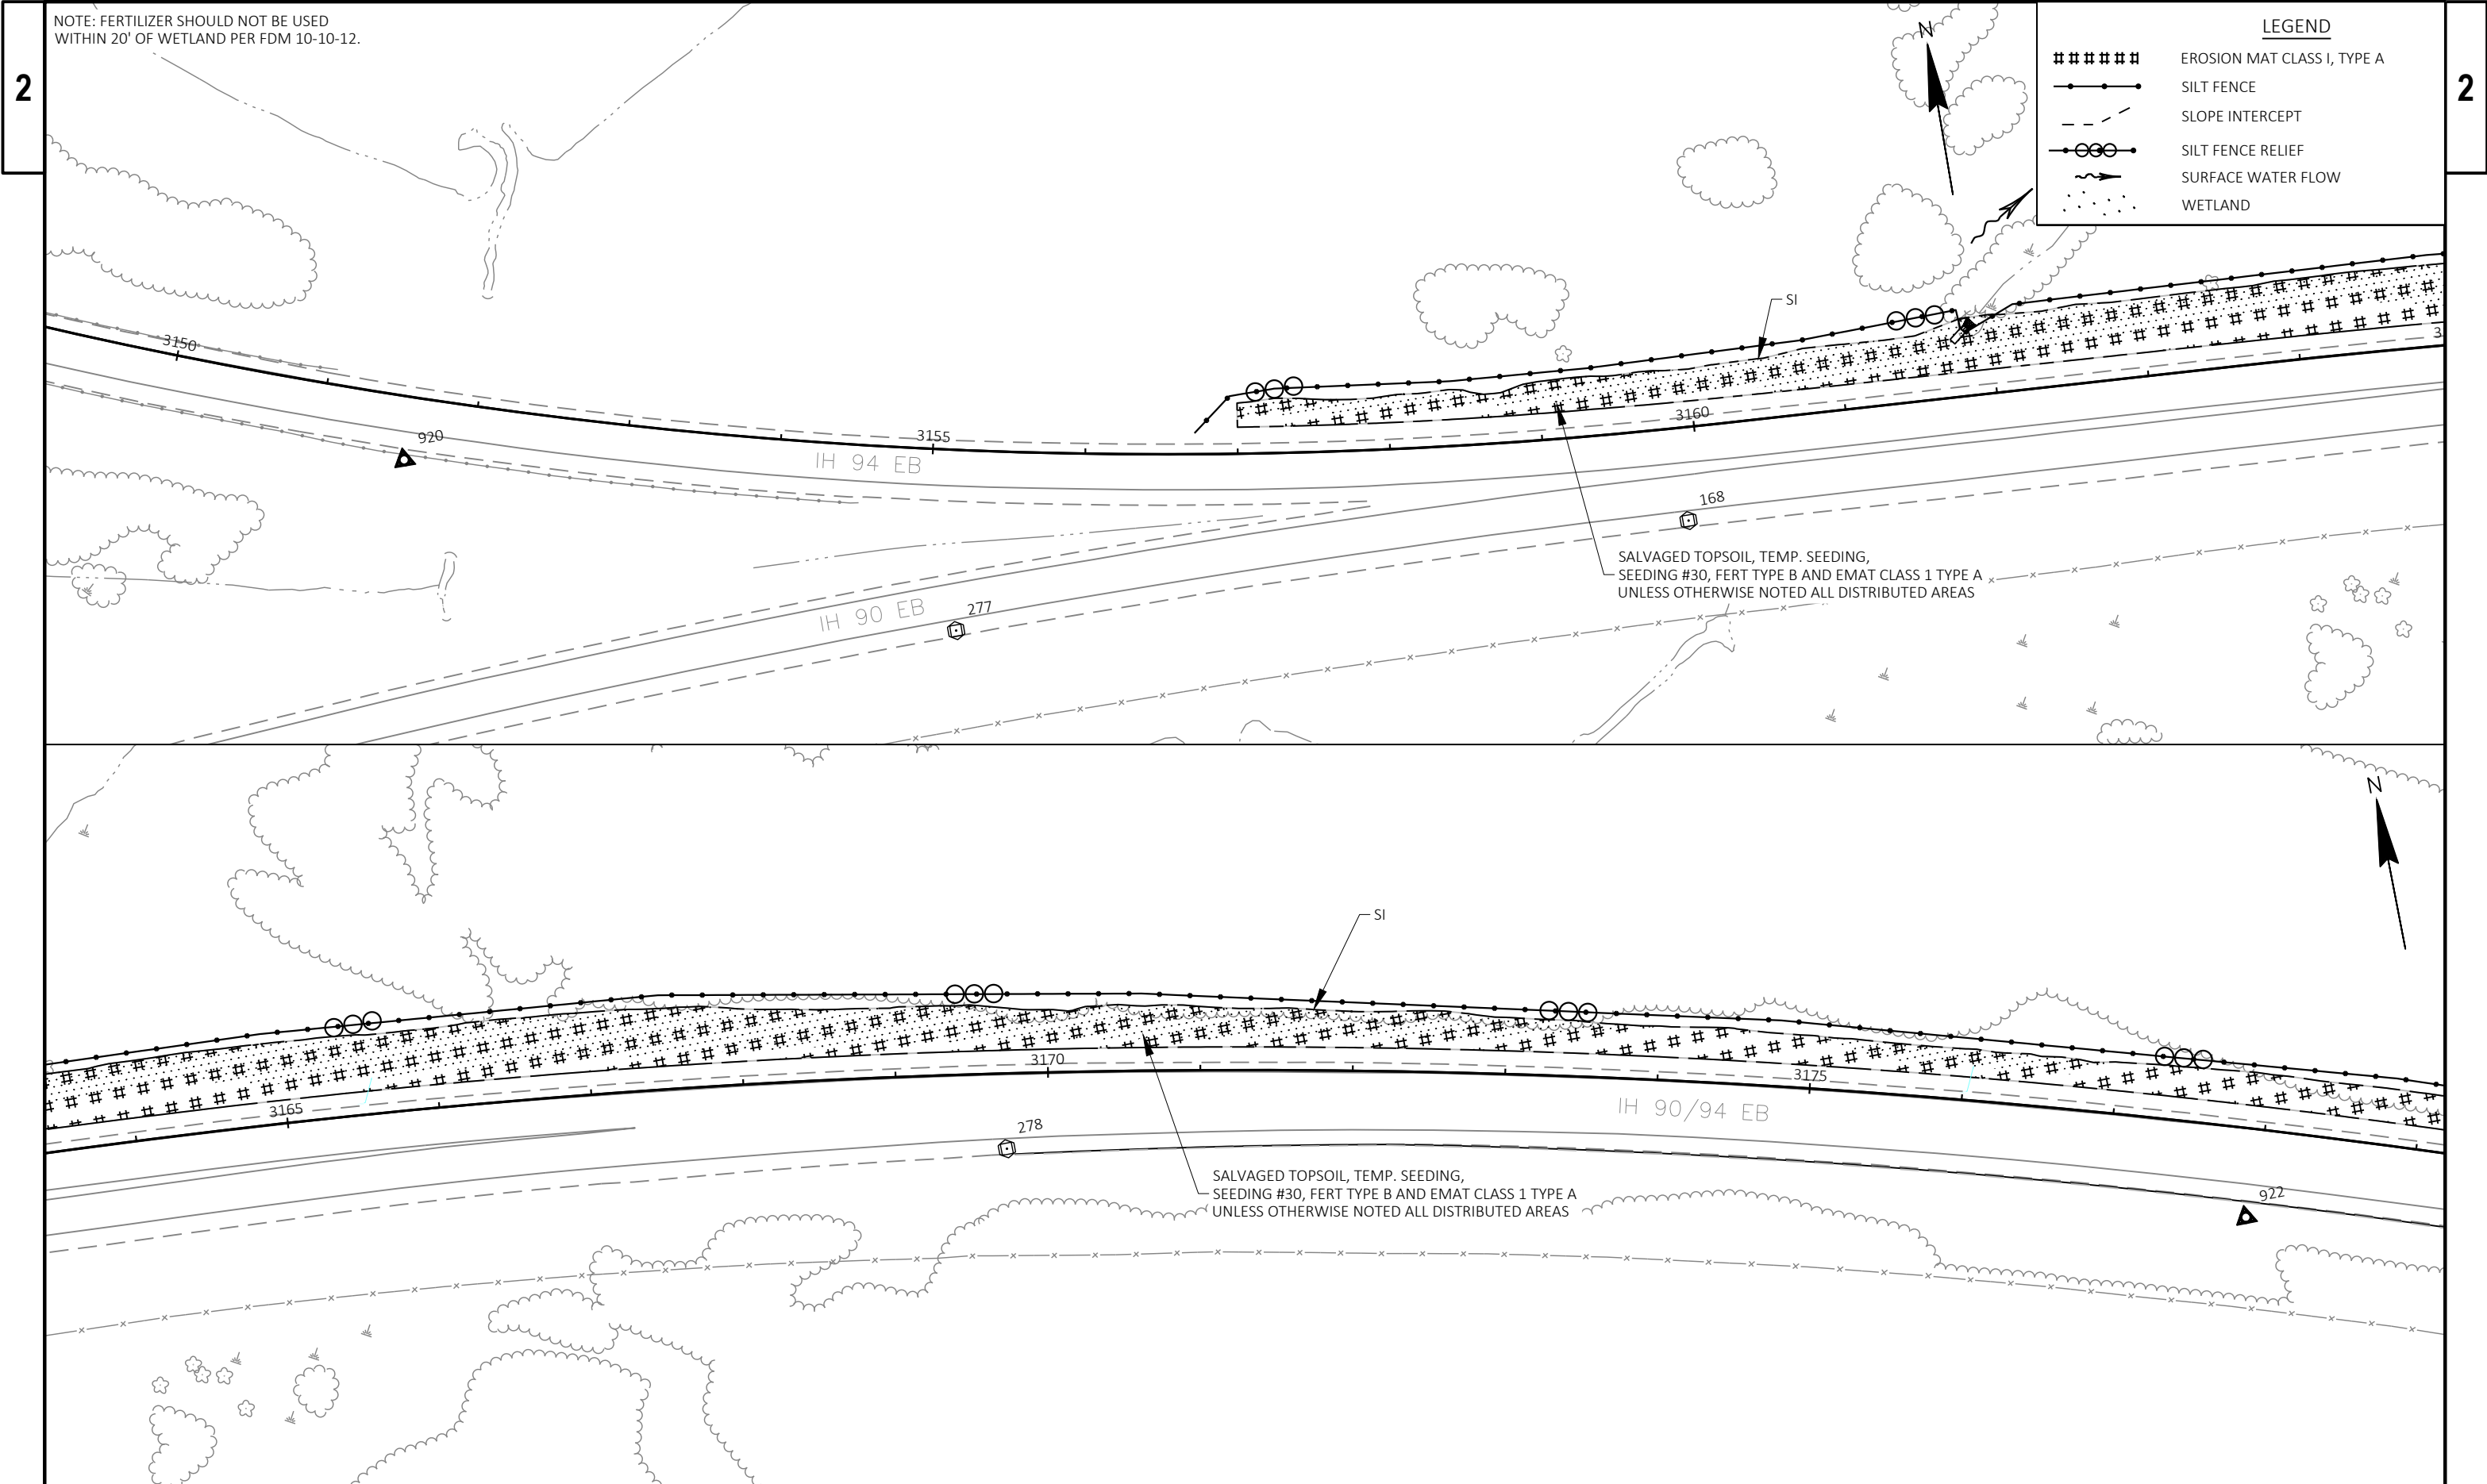 NOTE: FERTILIZER SHOULD NOT BE USED
WITHIN 20' OF WETLAND PER FDM 10-10-12.
2
2
N
LEGEND
EROSION MAT CLASS I, TYPE A
SILT FENCE
SLOPE INTERCEPT
SILT FENCE RELIEF
SURFACE WATER FLOW
WETLAND
SI
3150
3155
3160
3
920
IH 94 EB
168
IH 90 EB
277
SALVAGED TOPSOIL, TEMP. SEEDING,
SEEDING #30, FERT TYPE B AND EMAT CLASS 1 TYPE A
UNLESS OTHERWISE NOTED ALL DISTRIBUTED AREAS
N
SI
3165
3170
3175
IH 90/94 EB
278
922
SALVAGED TOPSOIL, TEMP. SEEDING,
SEEDING #30, FERT TYPE B AND EMAT CLASS 1 TYPE A
UNLESS OTHERWISE NOTED ALL DISTRIBUTED AREAS